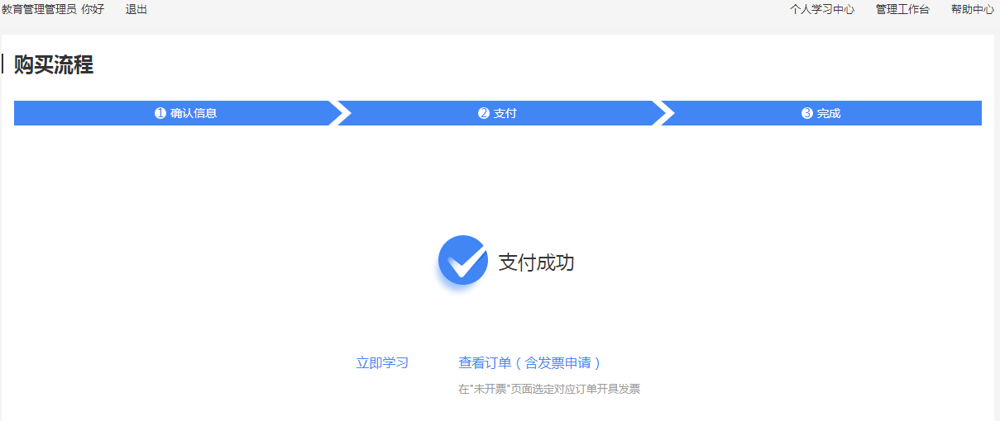 教育管理管理员 你好 退出 个人学习中心 管理工作台 帮助中心
购买流程
1 确认信息 2 支付 3 完成
支付成功
立即学习 查看订单（含发票申请）
在"未开票"页面选定对应订单开具发票